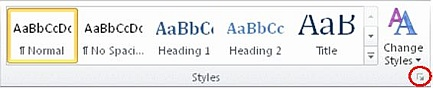 AaBbCcDc AaBbCcDc AaBbCc AaBbCc AaB
¶ Normal ¶ No Spaci... Heading 1 Heading 2 Title
Change
Styles
Styles